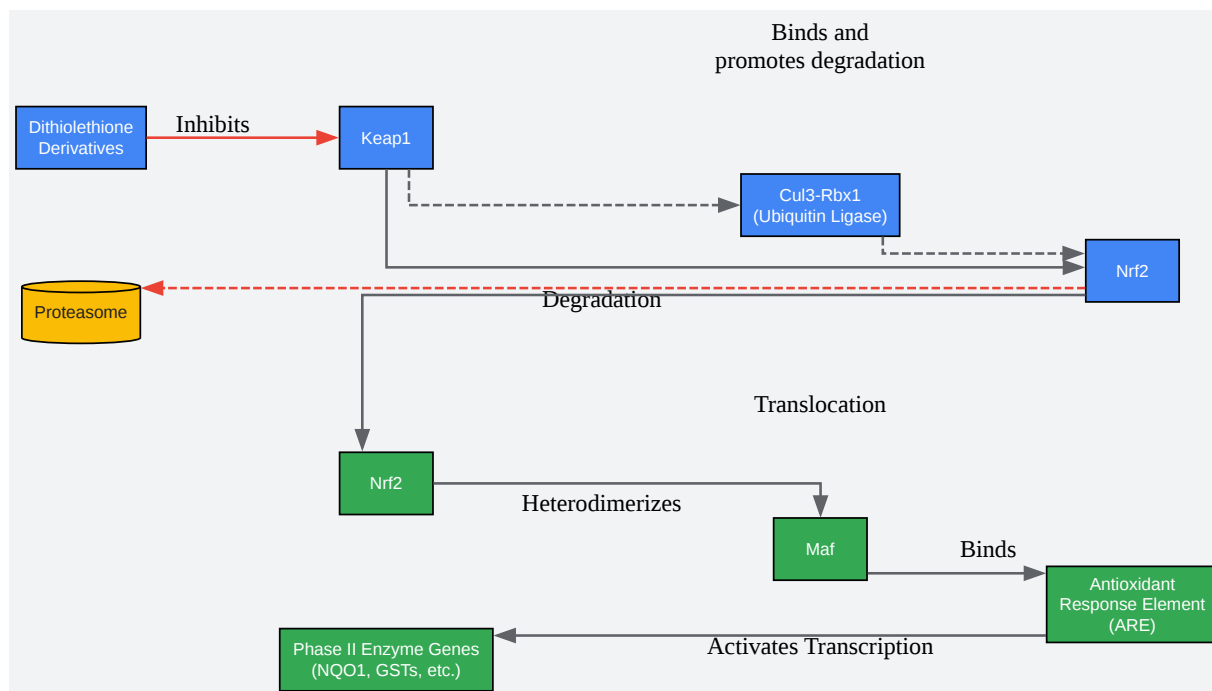 Binds and
promotes degradation
Dithiolethione
Derivatives
Inhibits
Keap1
Cul3-Rbx1
(Ubiquitin Ligase)
Nrf2
Proteasome
Degradation
Translocation
Nrf2
Heterodimerizes
Maf
Binds
Antioxidant
Response Element
(ARE)
Activates Transcription
Phase II Enzyme Genes
(NQO1, GSTs, etc.)